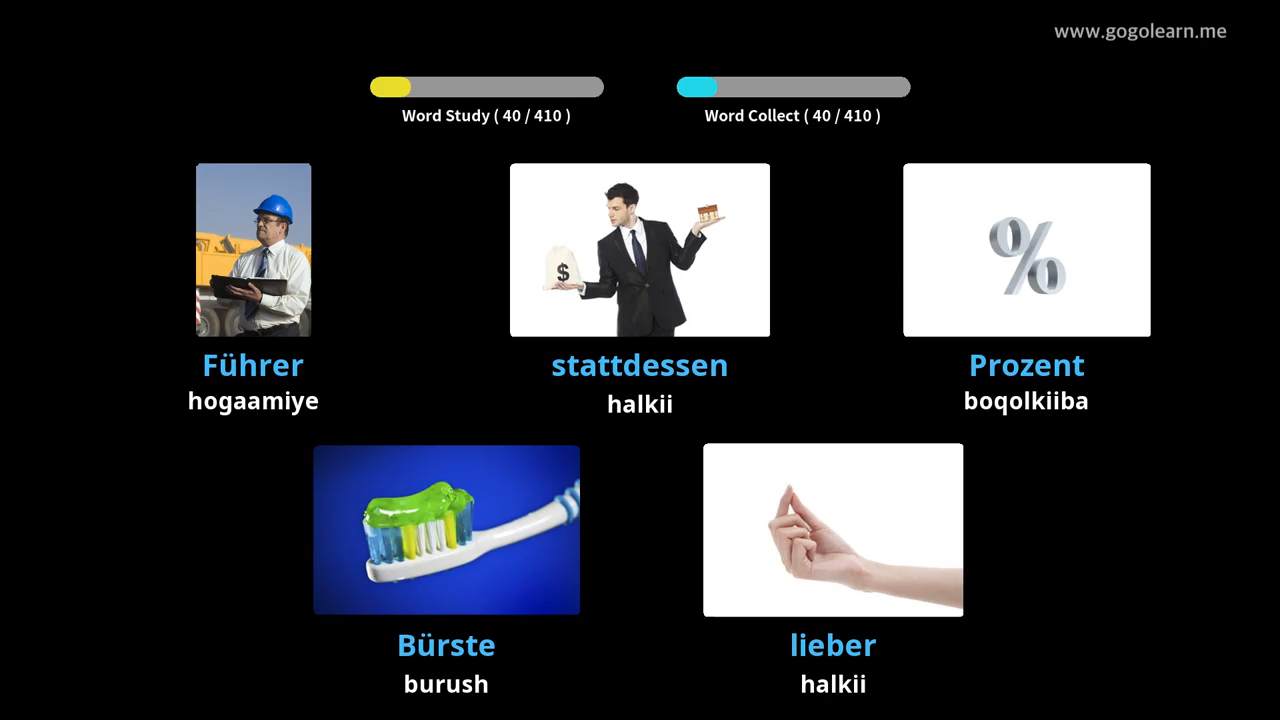 www.gogolearn.me
Word Study ( 40 / 410 )
Word Collect ( 40 / 410 )
$
%
Führer
hogaamiye
stattdessen
halkii
Prozent
boqolkiiba
Bürste
burush
lieber
halkii